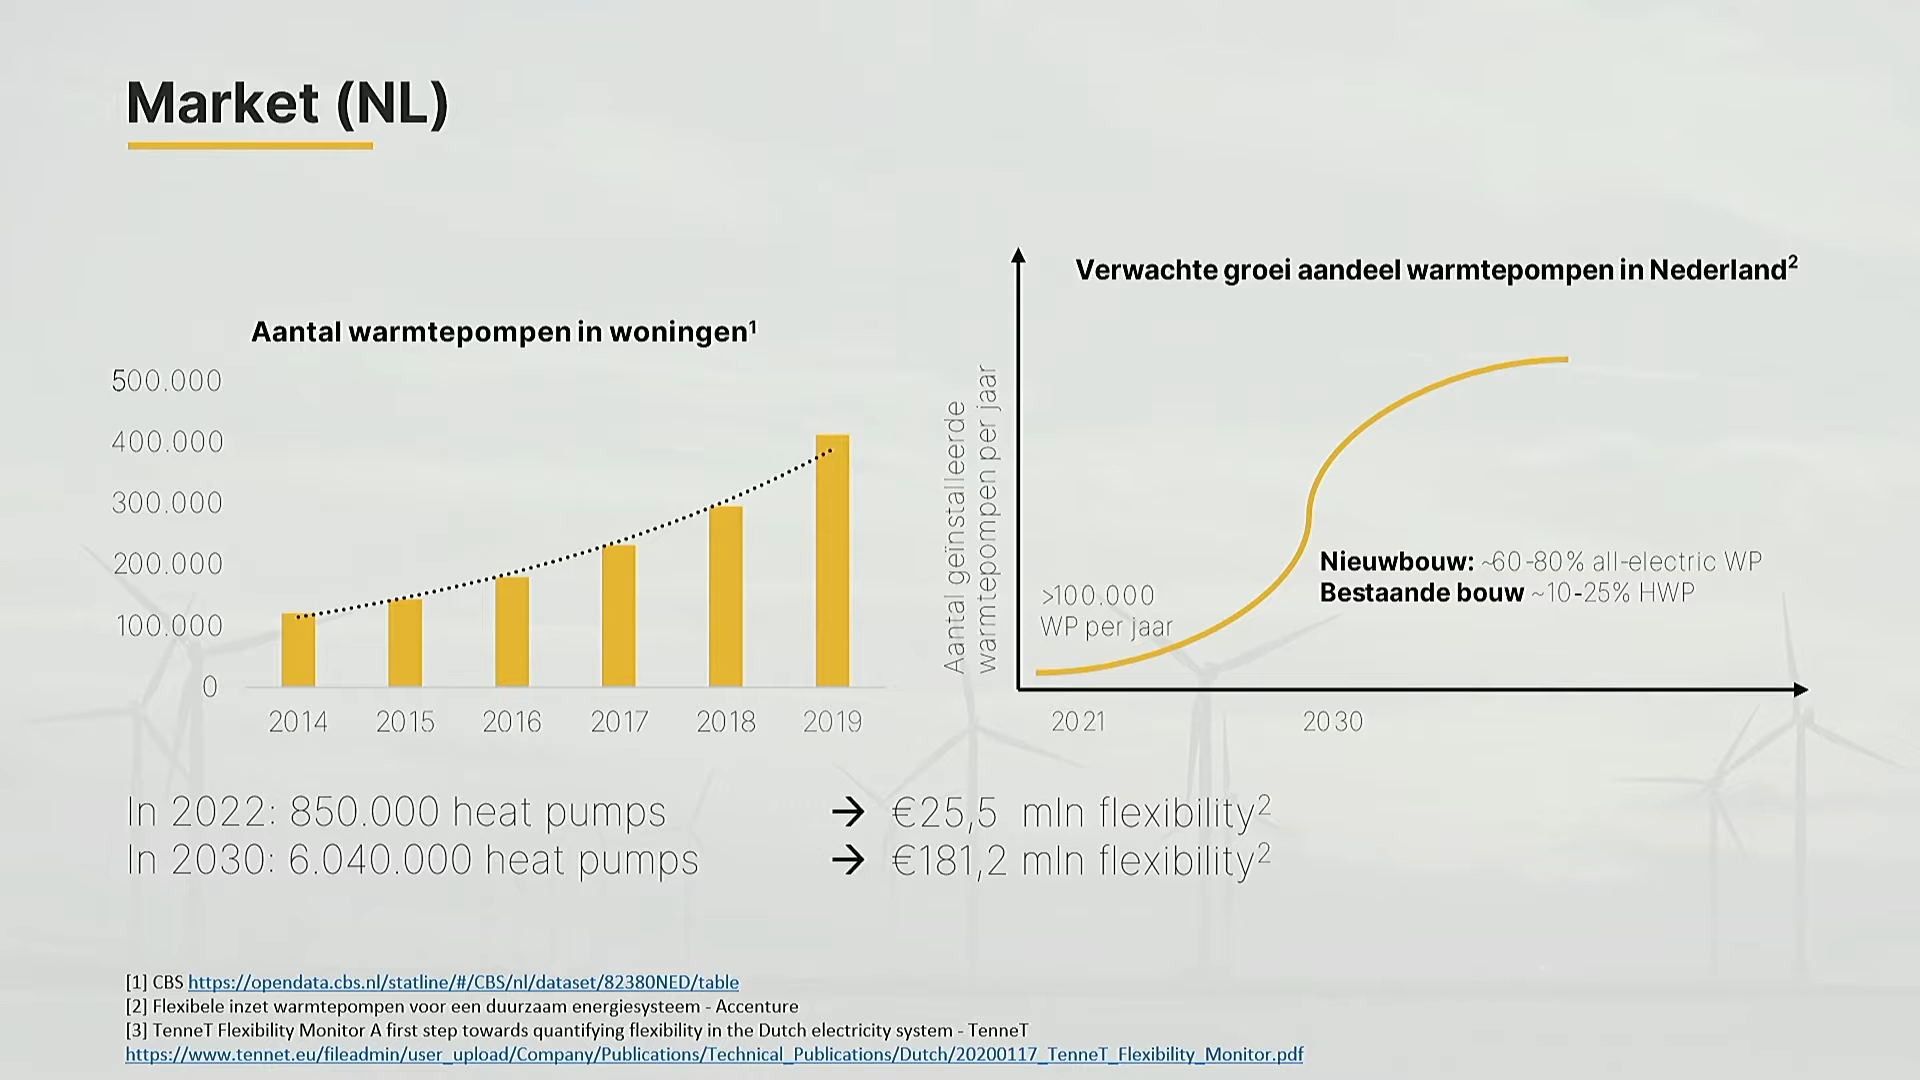 Market (NL)
Aantal warmtepompen in woningen¹
500.000
400.000
300.000
200.000
100.000
0
2014 2015 2016 2017 2018 2019
Verwachte groei aandeel warmtepompen in Nederland²
Aantal geïnstalleerde
warmtepompen per jaar
>100.000
WP per jaar
Nieuwbouw: ~60-80% all-electric WP
Bestaande bouw ~10-25% HWP
2021 2030
In 2022: 850.000 heat pumps → €25,5 mln flexibility²
In 2030: 6.040.000 heat pumps → €181,2 mln flexibility²
[1] CBS https://opendata.cbs.nl/statline/#/CBS/nl/dataset/82380NED/table
[2] Flexibele inzet warmtepompen voor een duurzaam energiesysteem - Accenture
[3] TenneT Flexibility Monitor A first step towards quantifying flexibility in the Dutch electricity system - TenneT
https://www.tennet.eu/fileadmin/user_upload/Company/Publications/Technical_Publications/Dutch/20200117_TenneT_Flexibility_Monitor.pdf